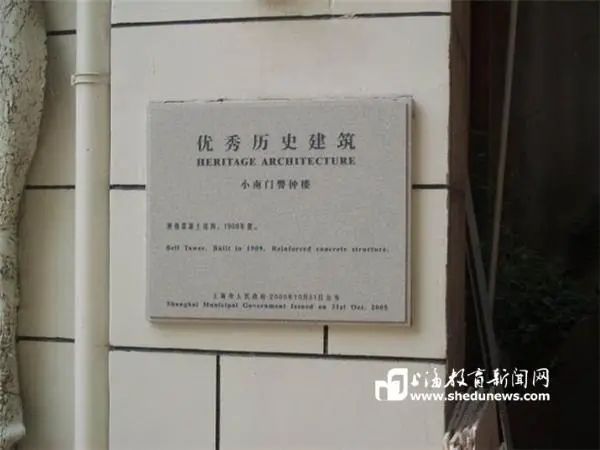 优秀历史建筑
HERITAGE ARCHITECTURE
小南门警钟楼
钢筋混凝土结构，1909年建。
Bell Tower. Built in 1909. Reinforced concrete structure.
上海市人民政府 2005年10月31日公布
Shanghai Municipal Government Issued on 31st Oct. 2005
上海教育新闻网
www.shedunews.com